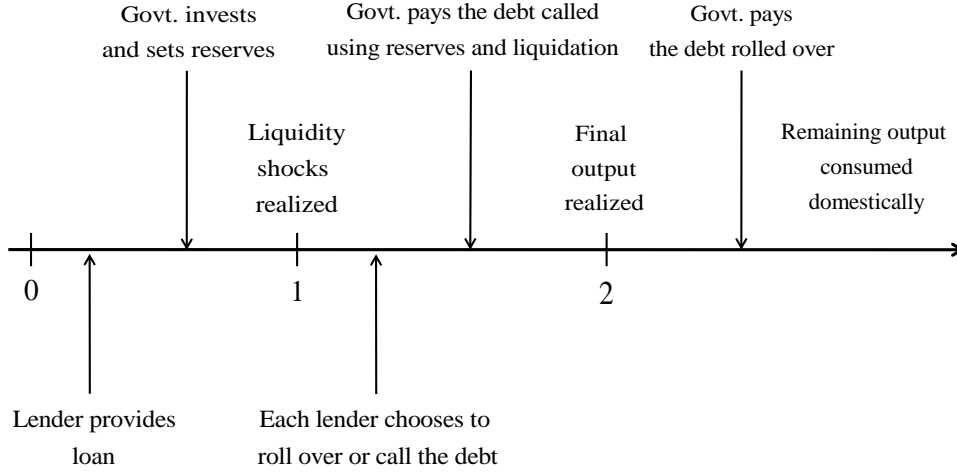 Govt. invests
and sets reserves
Govt. pays the debt called
using reserves and liquidation
Govt. pays
the debt rolled over
Liquidity
shocks
realized
Final
output
realized
Remaining output
consumed
domestically
0
1
2
Lender provides
loan
Each lender chooses to
roll over or call the debt